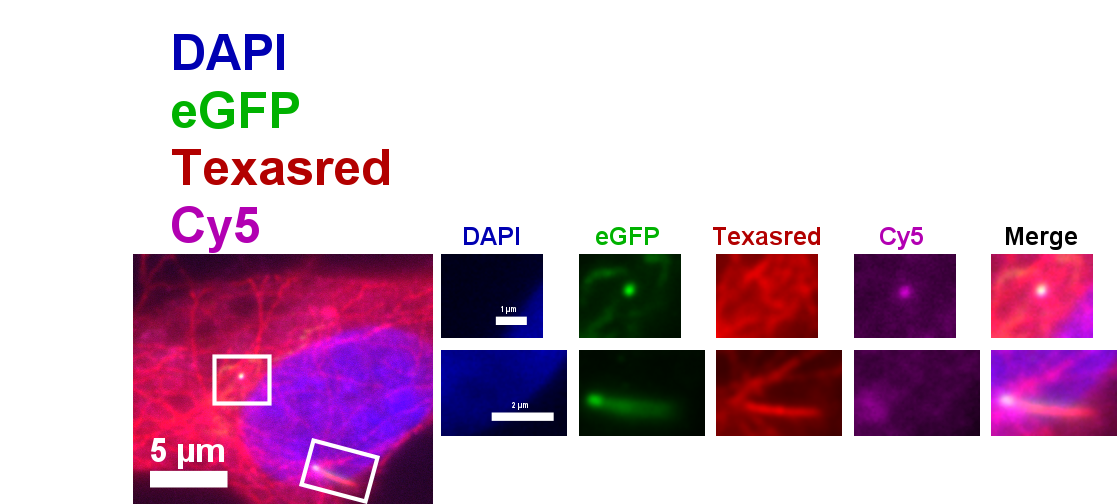 DAPI
eGFP
Texasred
Cy5
DAPI eGFP Texasred Cy5 Merge
1 µm
2 µm
5 µm